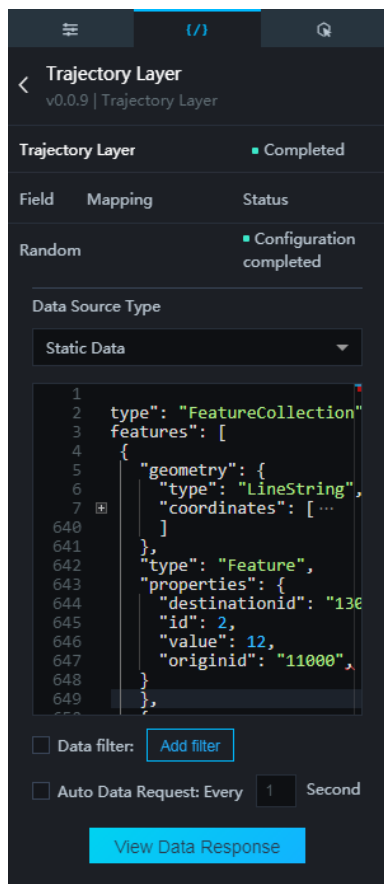 {/}
Trajectory Layer
v0.0.9 | Trajectory Layer
Trajectory Layer Completed
Field Mapping Status
Random Configuration completed
Data Source Type
Static Data
1
2 type": "FeatureCollection"
3 features": [
4 {
5 "geometry": {
6 "type": "LineString",
7 "coordinates": [ ⋯
640 ]
641 },
642 "type": "Feature",
643 "properties": {
644 "destinationid": "130
645 "id": 2,
646 "value": 12,
647 "originid": "11000",
648 }
649 },
Data filter: Add filter
Auto Data Request: Every 1 Second
View Data Response